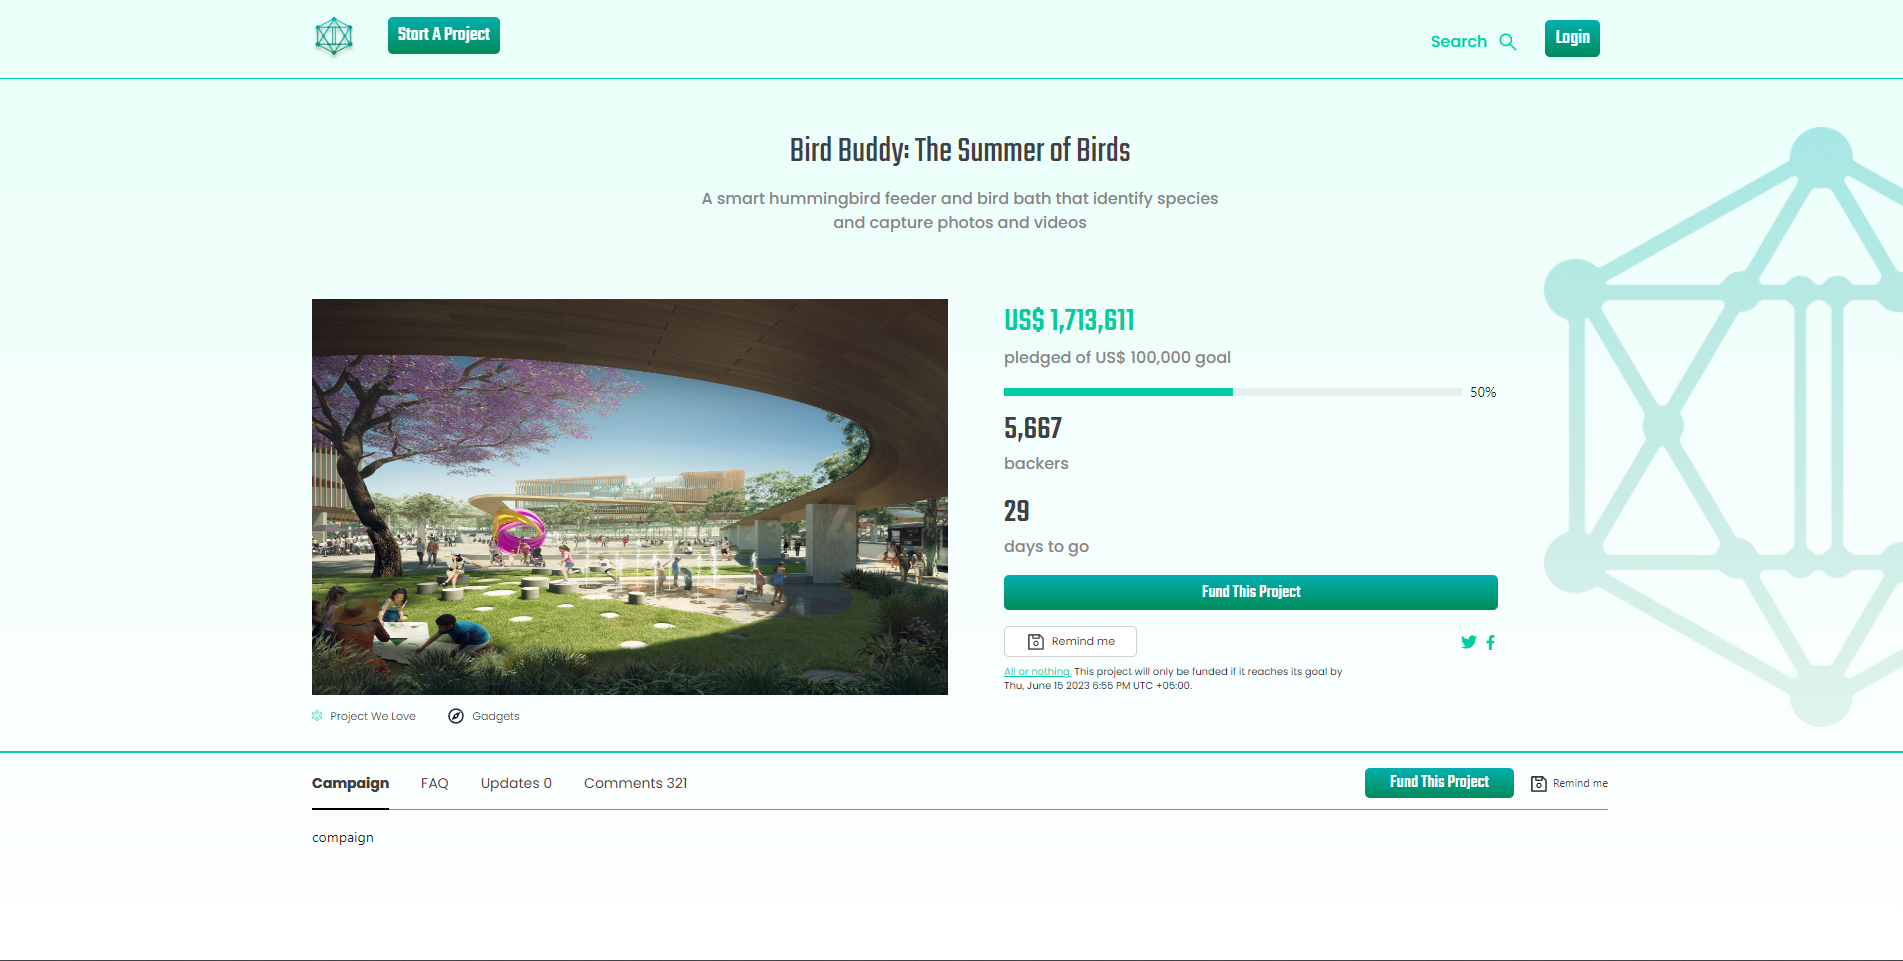 Start A Project
Search
Login
Bird Buddy: The Summer of Birds
A smart hummingbird feeder and bird bath that identify species
and capture photos and videos
US$ 1,713,611
pledged of US$ 100,000 goal
50%
5,667
backers
29
days to go
Fund This Project
Remind me
All or nothing. This project will only be funded if it reaches its goal by
Thu, June 15 2023 6:55 PM UTC +05:00.
Project We Love
Gadgets
Campaign
FAQ
Updates 0
Comments 321
Fund This Project
Remind me
compaign